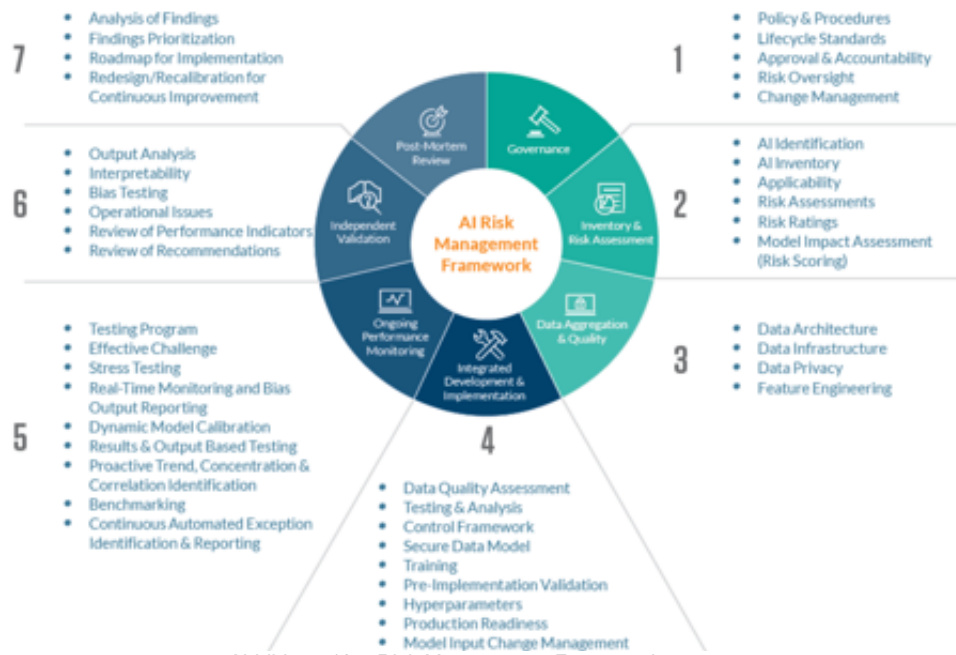 7
Analysis of Findings
Findings Prioritization
Roadmap for Implementation
Redesign/Recalibration for
Continuous Improvement
1
Policy & Procedures
Lifecycle Standards
Approval & Accountability
Risk Oversight
Change Management
6
Output Analysis
Interpretability
Bias Testing
Operational Issues
Review of Performance Indicators
Review of Recommendations
2
AI Identification
AI Inventory
Applicability
Risk Assessments
Risk Ratings
Model Impact Assessment
(Risk Scoring)
Post-Mortem
Review
Governance
Independent
Validation
AI Risk
Management
Framework
Inventory &
Risk Assessment
Ongoing
Performance
Monitoring
Integrated
Development &
Implementation
Data Aggregation
& Quality
5
Testing Program
Effective Challenge
Stress Testing
Real-Time Monitoring and Bias
Output Reporting
Dynamic Model Calibration
Results & Output Based Testing
Proactive Trend, Concentration &
Correlation Identification
Benchmarking
Continuous Automated Exception
Identification & Reporting
3
Data Architecture
Data Infrastructure
Data Privacy
Feature Engineering
4
Data Quality Assessment
Testing & Analysis
Control Framework
Secure Data Model
Training
Pre-Implementation Validation
Hyperparameters
Production Readiness
Model Input Change Management